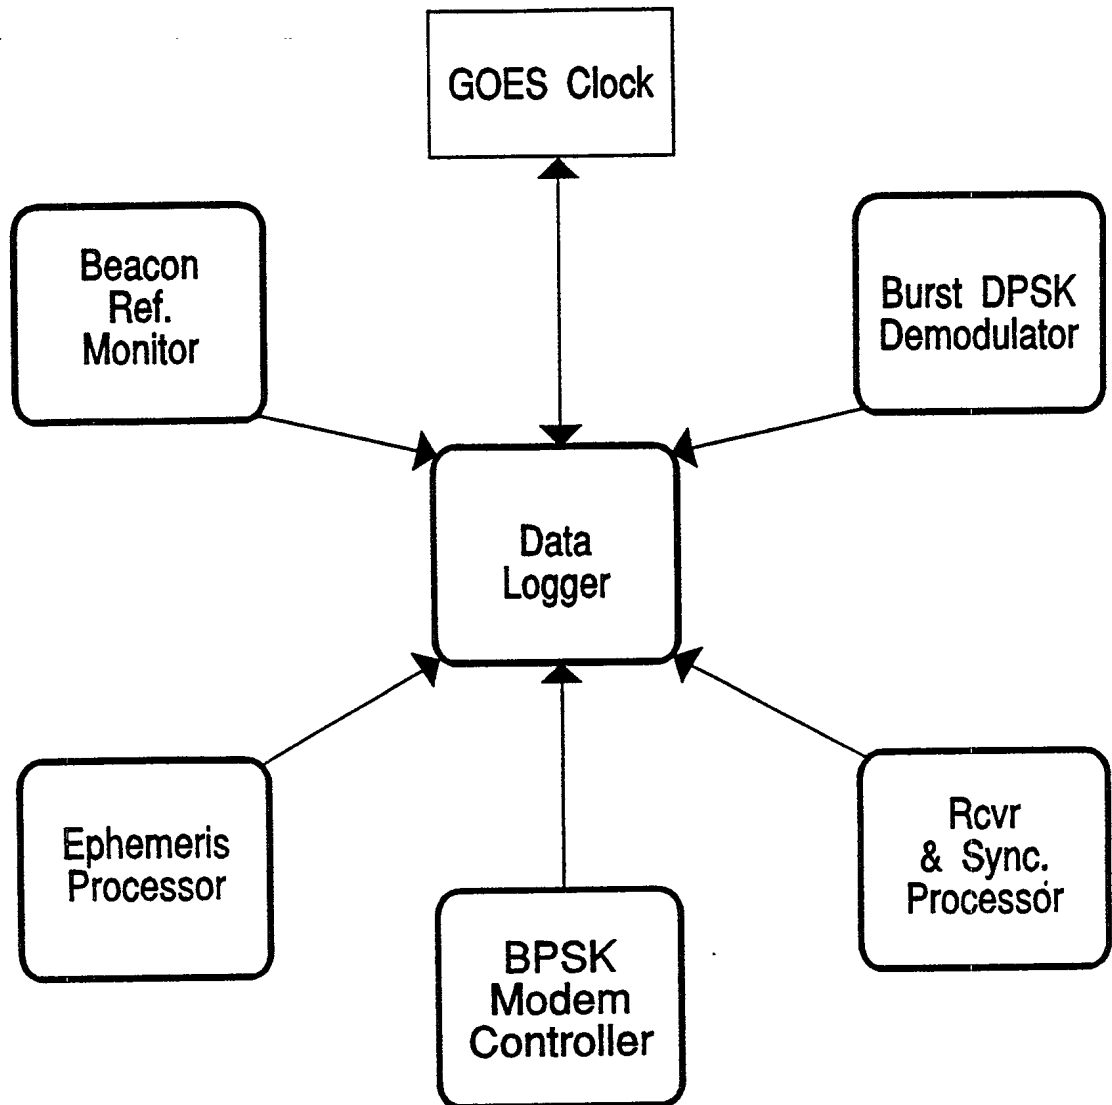 GOES Clock
Beacon
Ref.
Monitor
Burst DPSK
Demodulator
Data
Logger
Ephemeris
Processor
Rcvr
& Sync.
Processor
BPSK
Modem
Controller